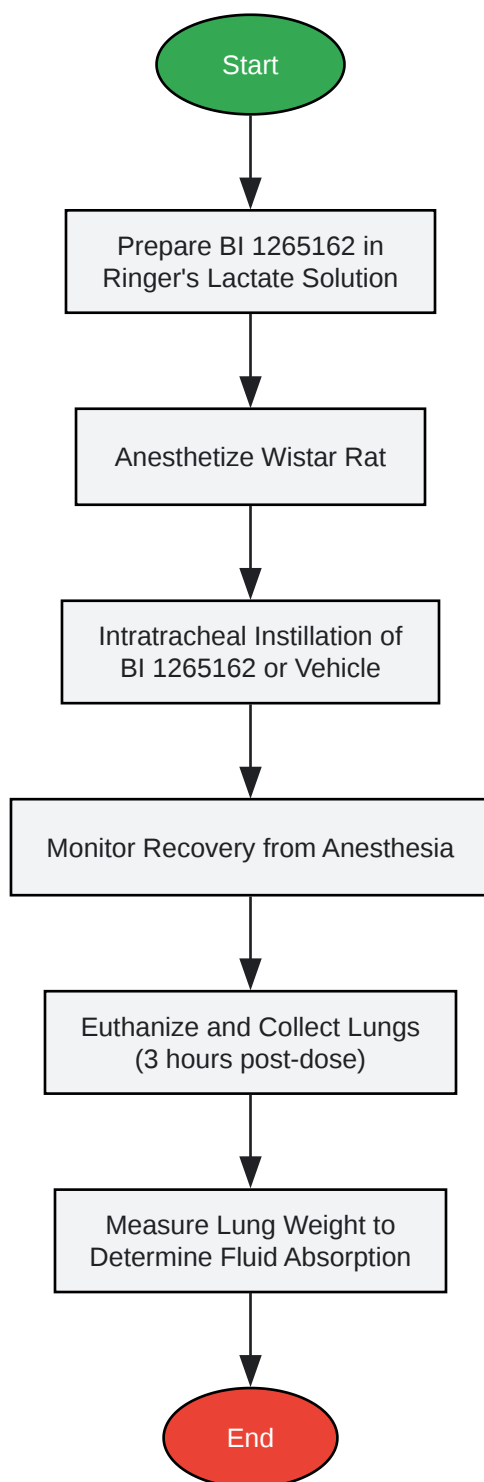 Start
Prepare BI 1265162 in
Ringer's Lactate Solution
Anesthetize Wistar Rat
Intratracheal Instillation of
BI 1265162 or Vehicle
Monitor Recovery from Anesthesia
Euthanize and Collect Lungs
(3 hours post-dose)
Measure Lung Weight to
Determine Fluid Absorption
End